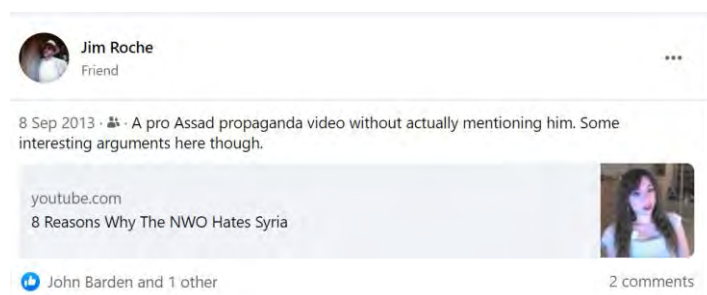 Jim Roche
Friend
8 Sep 2013 · · A pro Assad propaganda video without actually mentioning him. Some
interesting arguments here though.
youtube.com
8 Reasons Why The NWO Hates Syria
John Barden and 1 other
2 comments